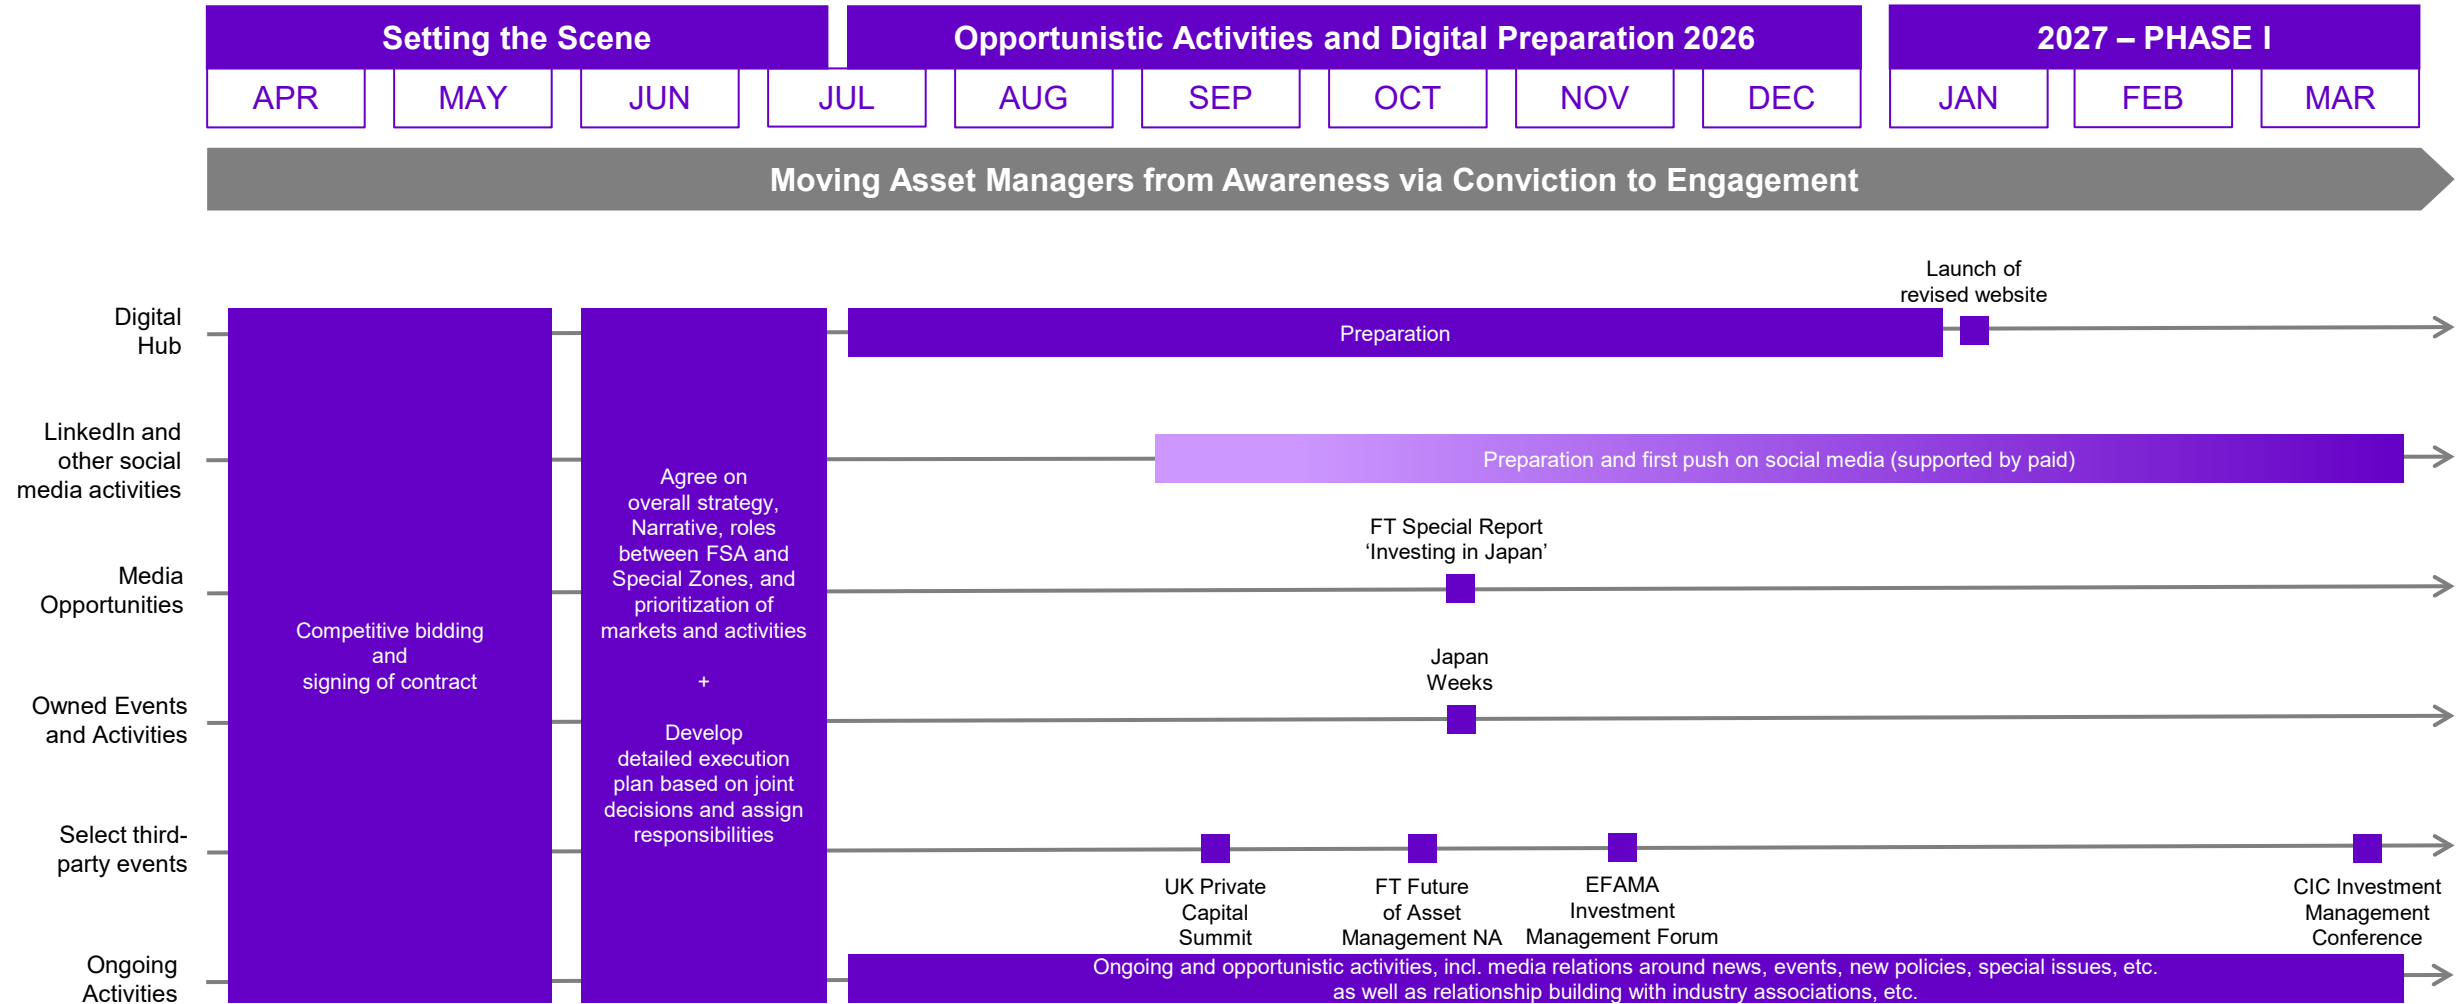 Setting the Scene
Opportunistic Activities and Digital Preparation 2026
2027 – PHASE I
APR
MAY
JUN
JUL
AUG
SEP
OCT
NOV
DEC
JAN
FEB
MAR
Moving Asset Managers from Awareness via Conviction to Engagement
Digital
Hub
Preparation
Launch of
revised website
LinkedIn and
other social
media activities
Preparation and first push on social media (supported by paid)
Media
Opportunities
FT Special Report
‘Investing in Japan’
Owned Events
and Activities
Japan
Weeks
Select third-
party events
UK Private
Capital
Summit
FT Future
of Asset
Management NA
EFAMA
Investment
Management Forum
CIC Investment
Management
Conference
Ongoing
Activities
Ongoing and opportunistic activities, incl. media relations around news, events, new policies, special issues, etc.
as well as relationship building with industry associations, etc.
Competitive bidding
and
signing of contract
Agree on
overall strategy,
Narrative, roles
between FSA and
Special Zones, and
prioritization of
markets and activities
+
Develop
detailed execution
plan based on joint
decisions and assign
responsibilities